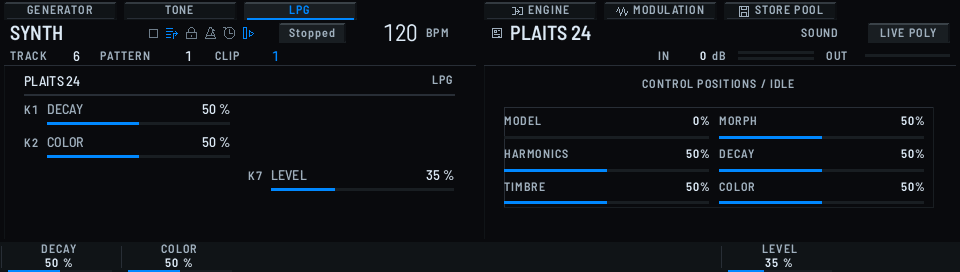 GENERATOR TONE LPG ENGINE MODULATION STORE POOL
SYNTH Stopped 120 BPM PLAITS 24 SOUND LIVE POLY
TRACK 6 PATTERN 1 CLIP 1 IN 0 dB OUT
PLAITS 24 LPG
K1 DECAY 50 %
K2 COLOR 50 %
K7 LEVEL 35 %
CONTROL POSITIONS / IDLE
MODEL 0% MORPH 50%
HARMONICS 50% DECAY 50%
TIMBRE 50% COLOR 50%
DECAY COLOR LEVEL
50 % 50 % 35 %